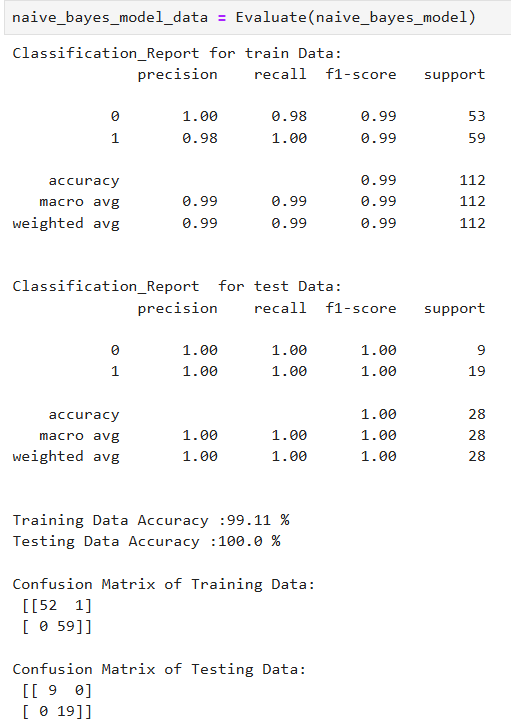 naive_bayes_model_data = Evaluate(naive_bayes_model)
Classification_Report for train Data:
precision recall f1-score support
0 1.00 0.98 0.99 53
1 0.98 1.00 0.99 59
accuracy 0.99 112
macro avg 0.99 0.99 0.99 112
weighted avg 0.99 0.99 0.99 112
Classification_Report  for test Data:
precision recall f1-score support
0 1.00 1.00 1.00 9
1 1.00 1.00 1.00 19
accuracy 1.00 28
macro avg 1.00 1.00 1.00 28
weighted avg 1.00 1.00 1.00 28
Training Data Accuracy :99.11 %
Testing Data Accuracy :100.0 %
Confusion Matrix of Training Data:
[[52  1]
[ 0 59]]
Confusion Matrix of Testing Data:
[[ 9  0]
[ 0 19]]